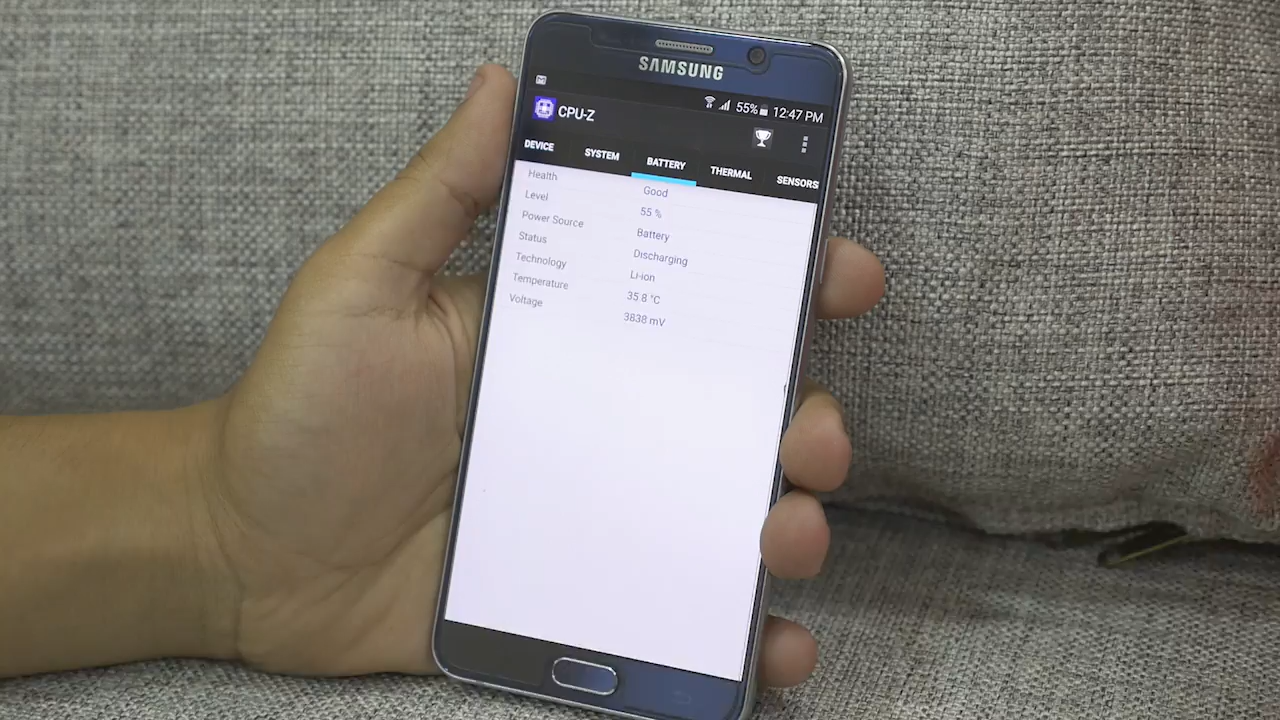 SAMSUNG
55% 12:47 PM
CPU-Z
DEVICE SYSTEM BATTERY THERMAL SENSORS
Health Good
Level 55 %
Power Source Battery
Status Discharging
Technology Li-ion
Temperature 35.8 °C
Voltage 3838 mV